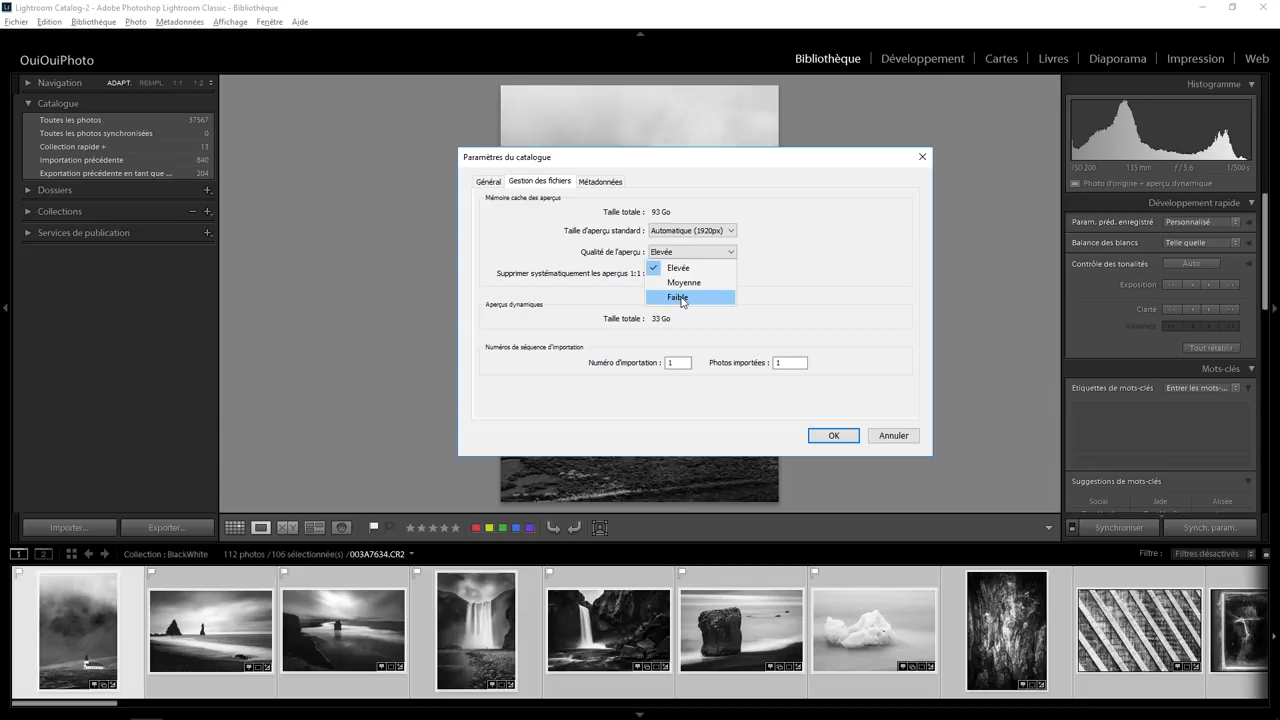 Lr Lightroom Catalog-2 - Adobe Photoshop Lightroom Classic - Bibliothèque
Fichier Edition Bibliothèque Photo Métadonnées Affichage Fenêtre Aide
OuiOuiPhoto
Bibliothèque | Développement | Cartes | Livres | Diaporama | Impression | Web
Navigation ADAPT. REMPL. 1:1 1:2
Catalogue
Toutes les photos 37567
Toutes les photos synchronisées 0
Collection rapide + 13
Importation précédente 840
Exportation précédente en tant que ... 204
Dossiers
Collections
Services de publication
Importer...
Exporter...
Paramètres du catalogue
Général
Gestion des fichiers
Métadonnées
Mémoire cache des aperçus
Taille totale : 93 Go
Taille d'aperçu standard : Automatique (1920px)
Qualité de l'aperçu : Elevée
Supprimer systématiquement les aperçus 1:1 :
Elevée
Moyenne
Faible
Aperçus dynamiques
Taille totale : 33 Go
Numéros de séquence d'importation
Numéro d'importation : 1 Photos importées : 1
OK
Annuler
Histogramme
ISO 200 135 mm f / 7,1 1/500 s
Photo d'origine + aperçu dynamique
Développement rapide
Param. préd. enregistré Personnalisé
Balance des blancs Telle quelle
Contrôle des tonalités Auto
Exposition
Clarté
Vibrance
Tout rétablir
Mots-clés
Etiquettes de mots-clés Entrer les mots-...
Suggestions de mots-clés
Social Jade Alisée
Synchroniser
Synch. param.
1 2 Collection : BlackWhite 112 photos /106 sélectionnée(s) /003A7634.CR2
Filtre : Filtres désactivés